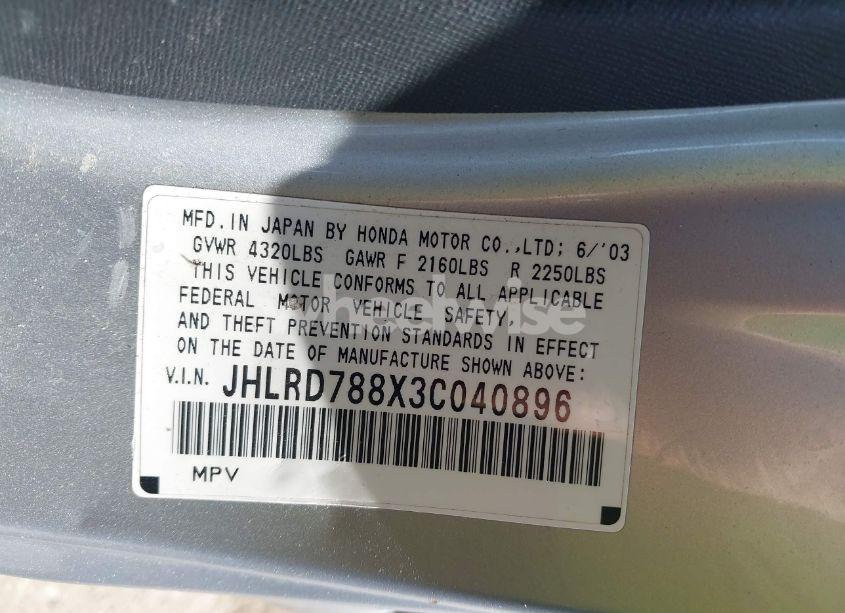 MFD.IN JAPAN BY HONDA MOTOR CO.,LTD; 6/'03
GVWR 4320LBS GAWR F 2160LBS R 2250LBS
THIS VEHICLE CONFORMS TO ALL APPLICABLE
FEDERAL MOTOR VEHICLE SAFETY,
AND THEFT PREVENTION STANDARDS IN EFFECT
ON THE DATE OF MANUFACTURE SHOWN ABOVE:
V.I.N. JHLRD788X3C040896
MPV
wheelwise